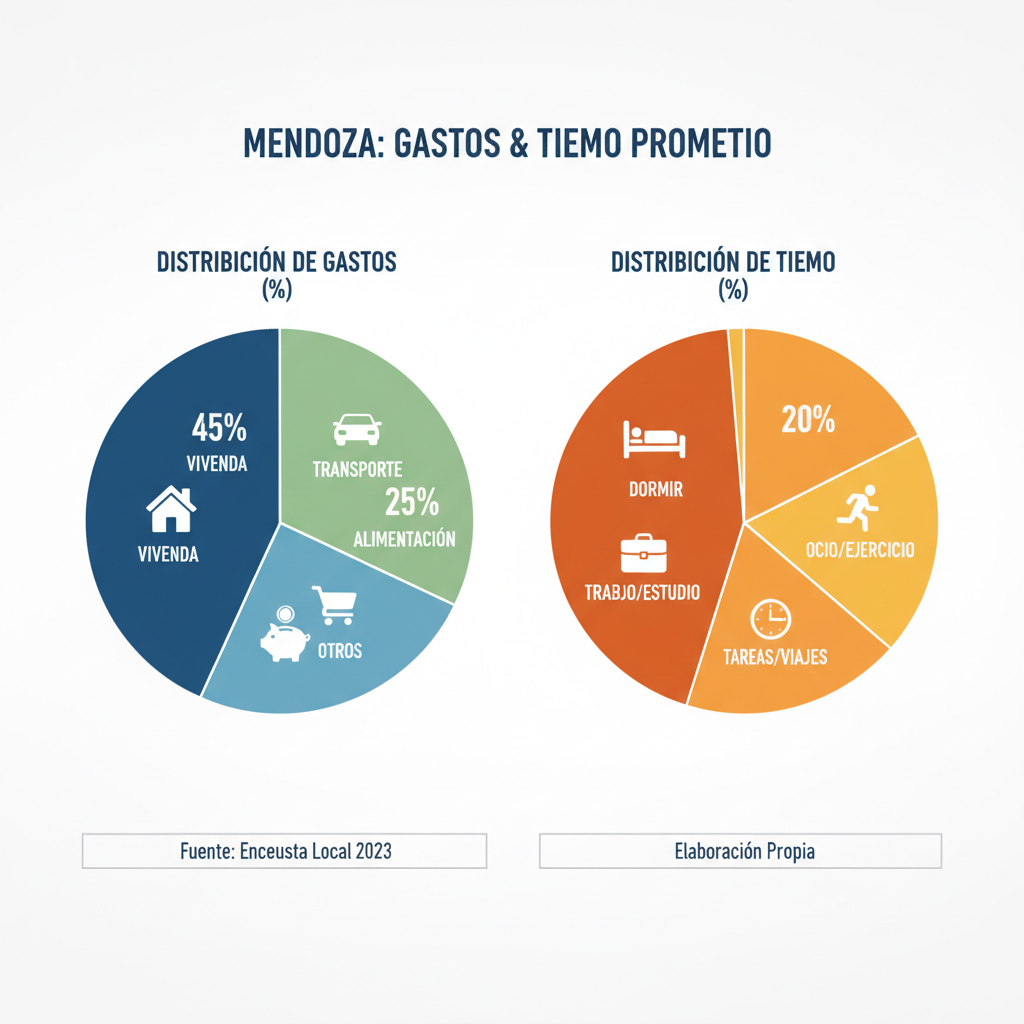 MENDOZA: GASTOS & TIEMO PROMETIO
DISTRIBICIÓN DE GASTOS
(%)
45%
VIVENDA
VIVENDA
TRANSPORTE
25%
ALIMENTACIÓN
OTROS
DISTRIBICIÓN DE TIEMO
(%)
DORMIR
TRABJO/ESTUDIO
20%
OCIO/EJERCICIO
TAREAS/VIAJES
Fuente: Enceusta Local 2023
Elaboración Propia